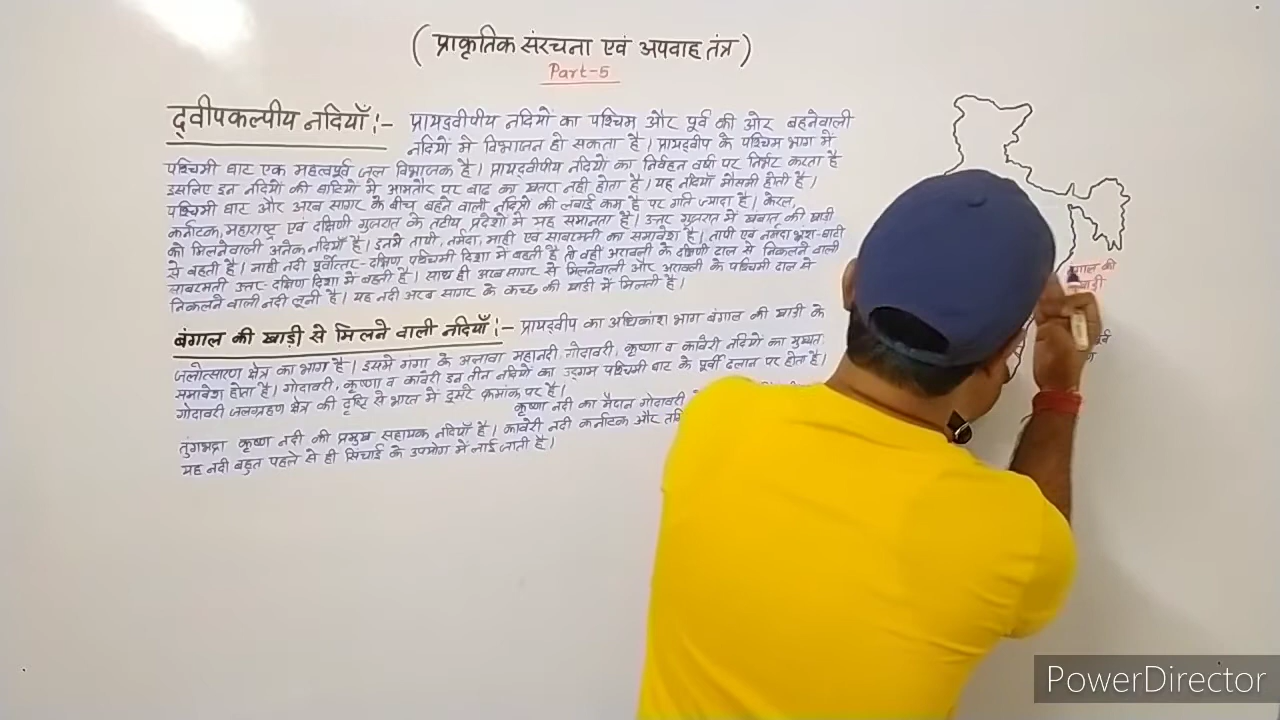 ( प्राकृतिक संरचना एवं अपवाह तंत्र )
Part-5
द्वीपकल्पीय नदियाँ :- प्रायद्वीपीय नदियों का पश्चिम और पूर्व की ओर बहनेवाली
नदियों मे विभाजन हो सकता है । प्रायद्वीप के पश्चिम भाग में
पश्चिमी घाट एक महत्वपूर्व जल विभाजक है । प्रायद्वीपीय नदियों का निर्वहन वर्षा पर निर्भर करता है
इसलिए इन नदियों की घाटियों मे आमतौर पर बाढ का खतरा नही होता है । यह नदियाँ मौसमी होती है ।
पश्चिमी घाट और अरब सागर के बीच बहने वाली नदियों की लंबाई कम है पर गति ज्यादा है । केरल,
कर्नाटक, महाराष्ट्र एवं दक्षिणी गुजरात के तटीय प्रदेशो में यह समानता है । उत्तर गुजरात में खंबात की खाडी
को मिलनेवाली अनेक नदियाँ है । इनमे तापी, नर्मदा, माही एवं साबरमती का समावेश है । तापी एवं नर्मदा भ्रंश-घाटी
से बहती है । माही नदी पूर्वोत्तर- दक्षिण पश्चिमी दिशा में बहती है तो वही अरावली के दक्षिणी ढाल से निकलने वाली
साबरमती उत्तर- दक्षिण दिशा में बहती है । साथ ही अरब सागर से मिलनेवाली और अरावली के पश्चिमी ढाल से
निकलने वाली नदी लूनी है । यह नदी अरब सागर के कच्छ की खाडी में मिलती है ।
बंगाल की खाड़ी से मिलने वाली नदियाँ :- प्रायद्वीप का अधिकांश भाग बंगाल की खाडी के
जलोत्सारण क्षेत्र का भाग है । इसमे गंगा के अलावा महानदी, गोदावरी, कृष्णा व कावेरी नदियों का मुख्यतः
समावेश होता है । गोदावरी, कृष्णा व कावेरी इन तीन नदियों का उद्गम पश्चिमी घाट के पूर्वी ढलान पर होता है ।
गोदावरी जलग्रहण क्षेत्र की दृष्टि से भारत में दूसरे क्रमांक पर है ।
कृष्णा नदी का मैदान गोदावरी
तुंगभद्रा कृष्णा नदी की प्रमुख सहायक नदियाँ है । कावेरी नदी कर्नाटक और
यह नदी बहुत पहले से ही सिंचाई के उपयोग में लाई जाती है ।
की
PowerDirector